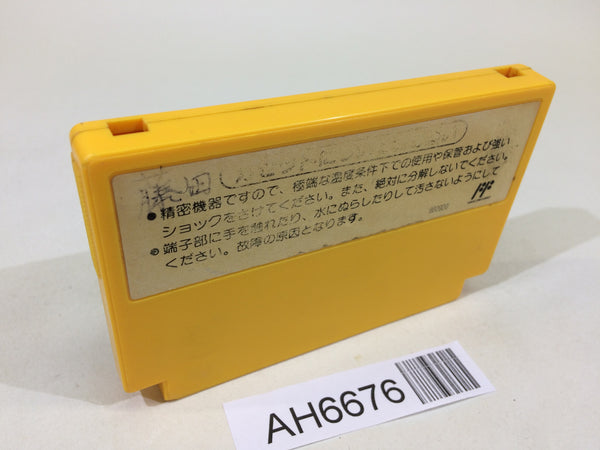 藤田
●精密機器ですので、極端な温度条件下での使用や保管および強い
ショックをさけてください。また、絶対に分解しないでください。
●端子部に手を触れたり、水にぬらしたりして汚さないようにして
ください。故障の原因となります。
AH6676